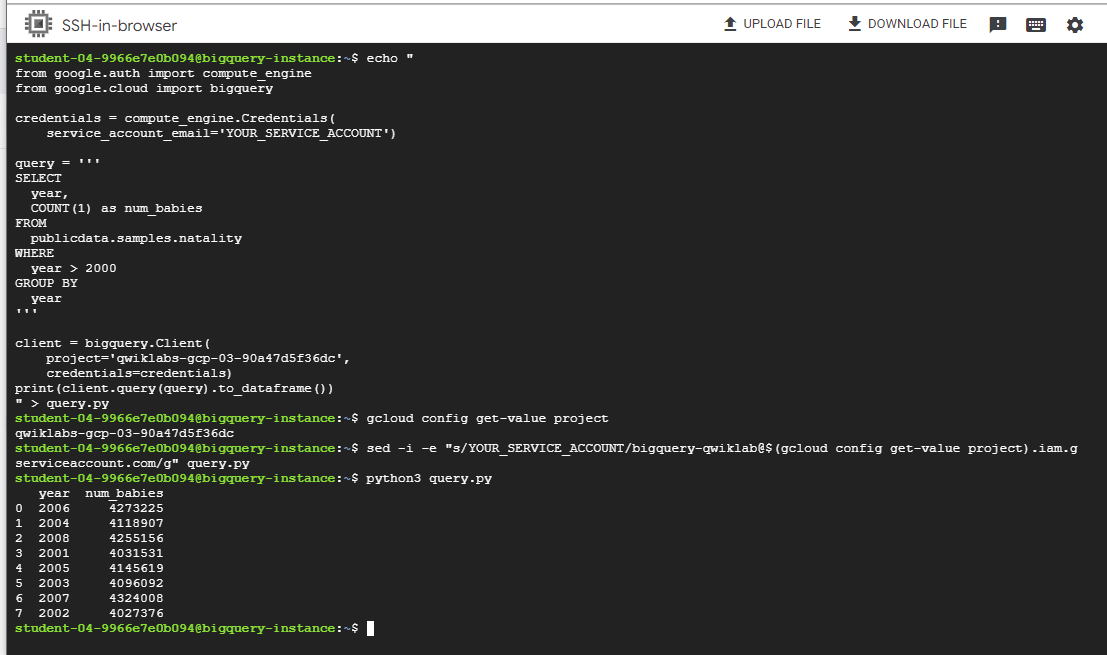 SSH-in-browser
UPLOAD FILE
DOWNLOAD FILE
student-04-9966e7e0b094@bigquery-instance:~$ echo "
from google.auth import compute_engine
from google.cloud import bigquery

credentials = compute_engine.Credentials(
    service_account_email='YOUR_SERVICE_ACCOUNT')

query = '''
SELECT
  year,
  COUNT(1) as num_babies
FROM
  publicdata.samples.natality
WHERE
  year > 2000
GROUP BY
  year
'''

client = bigquery.Client(
    project='qwiklabs-gcp-03-90a47d5f36dc',
    credentials=credentials)
print(client.query(query).to_dataframe())
" > query.py
student-04-9966e7e0b094@bigquery-instance:~$ gcloud config get-value project
qwiklabs-gcp-03-90a47d5f36dc
student-04-9966e7e0b094@bigquery-instance:~$ sed -i -e "s/YOUR_SERVICE_ACCOUNT/bigquery-qwiklab@$(gcloud config get-value project).iam.g
serviceaccount.com/g" query.py
student-04-9966e7e0b094@bigquery-instance:~$ python3 query.py
   year  num_babies
0  2006     4273225
1  2004     4118907
2  2008     4255156
3  2001     4031531
4  2005     4145619
5  2003     4096092
6  2007     4324008
7  2002     4027376
student-04-9966e7e0b094@bigquery-instance:~$